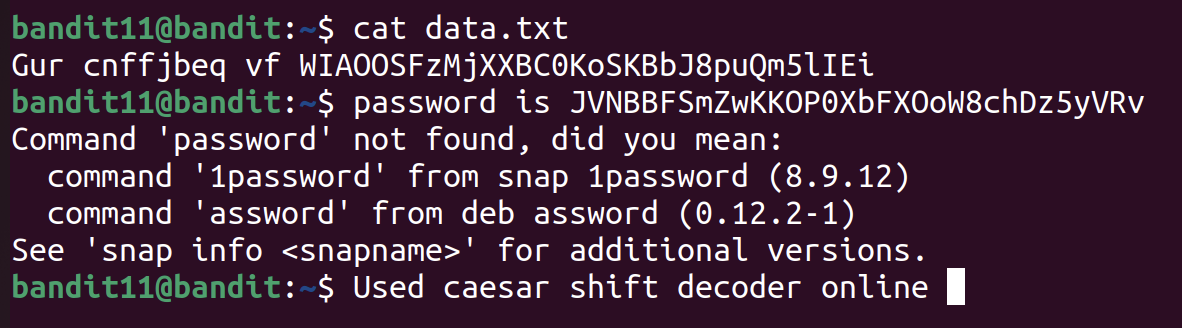 bandit11@bandit:~$ cat data.txt
Gur cnffjbeq vf WIAOOSFzMjXXBC0KoSKBbJ8puQm5lIEi
bandit11@bandit:~$ password is JVNBBFSmZwKKOP0XbFXOoW8chDz5yVRv
Command 'password' not found, did you mean:
  command '1password' from snap 1password (8.9.12)
  command 'assword' from deb assword (0.12.2-1)
See 'snap info <snapname>' for additional versions.
bandit11@bandit:~$ Used caesar shift decoder online